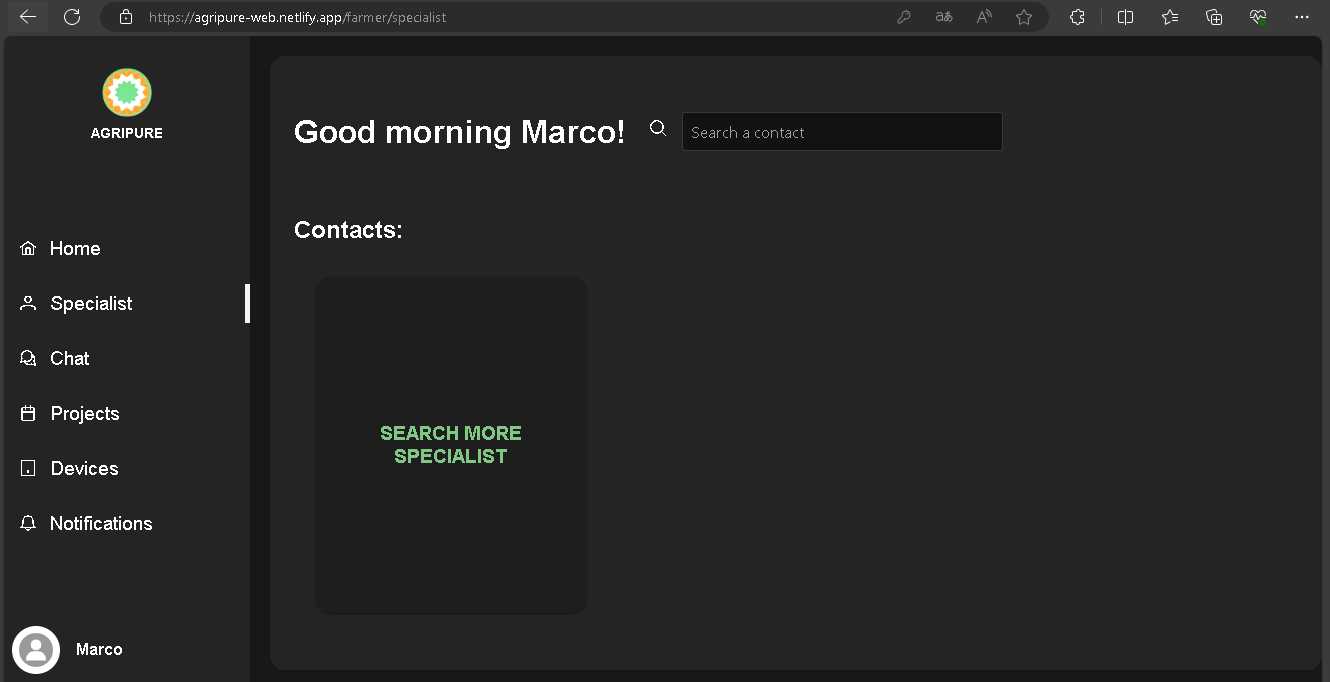 https://agripure-web.netlify.app/farmer/specialist
AGRIPURE
Good morning Marco!
Search a contact
Contacts:
Home
Specialist
Chat
Projects
Devices
Notifications
SEARCH MORE
SPECIALIST
Marco